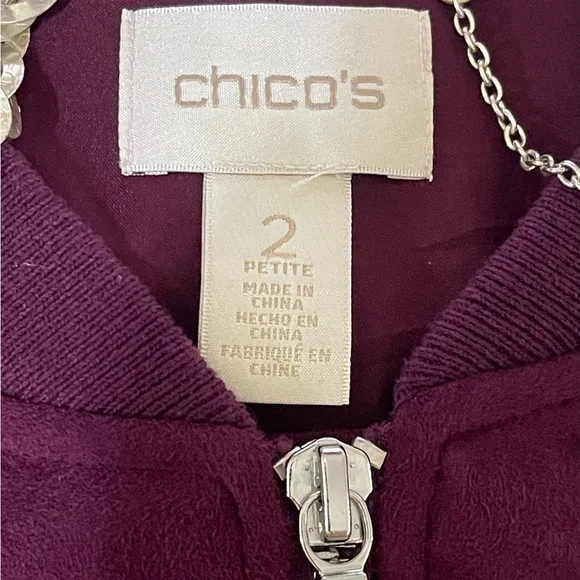 chico's
2
PETITE
MADE IN
CHINA
HECHO EN
CHINA
FABRIQUÉ EN
CHINE